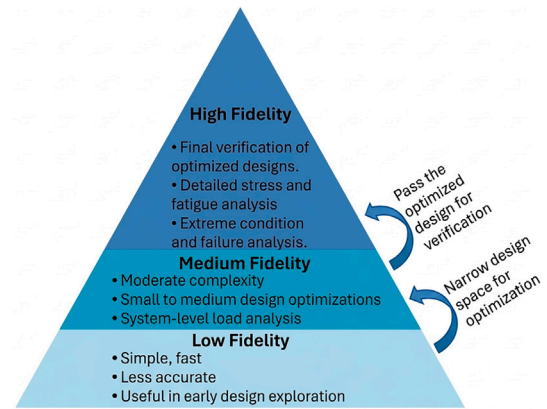 High Fidelity
• Final verification of
optimized designs.
• Detailed stress and
fatigue analysis
• Extreme condition
and failure analysis.
Pass the
optimized
design for
verification
Medium Fidelity
• Moderate complexity
• Small to medium design optimizations
• System-level load analysis
Narrow design
space for
optimization
Low Fidelity
• Simple, fast
• Less accurate
• Useful in early design exploration